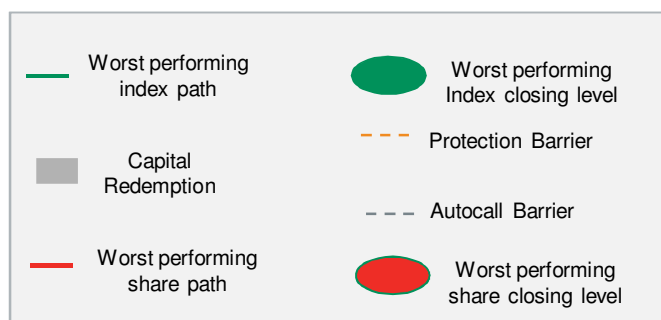 Worst performing
index path
Worst performing
Index closing level
Protection Barrier
Capital
Redemption
Autocall Barrier
Worst performing
share path
Worst performing
share closing level